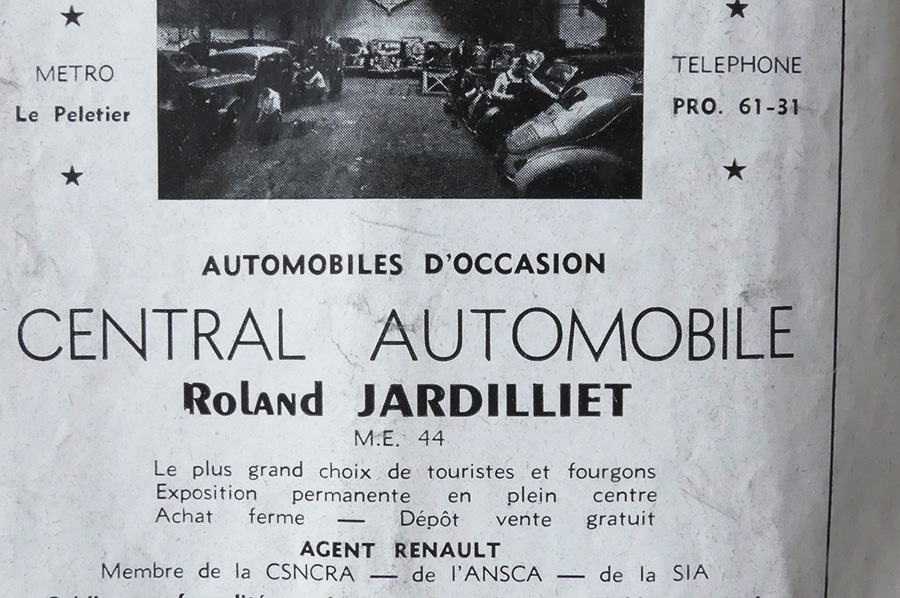 METRO
Le Peletier
TELEPHONE
PRO. 61-31
AUTOMOBILES D'OCCASION
CENTRAL AUTOMOBILE
Roland JARDILLIET
M.E. 44
Le plus grand choix de touristes et fourgons
Exposition permanente en plein centre
Achat ferme — Dépôt vente gratuit
AGENT RENAULT
Membre de la CSNCRA — de l'ANSCA — de la SIA